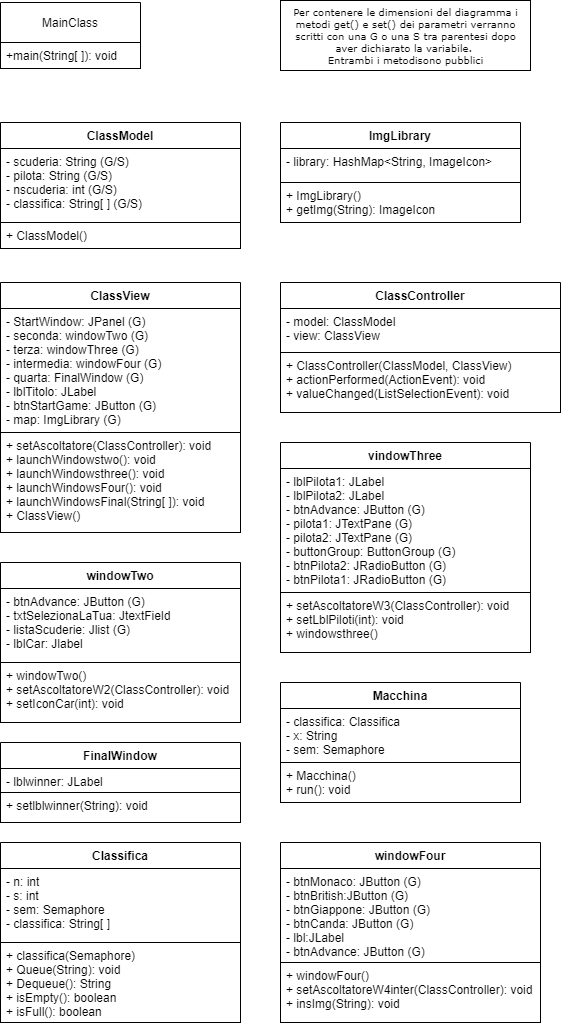 MainClass
+main(String[ ]): void
Per contenere le dimensioni del diagramma i
metodi get() e set() dei parametri verranno
scritti con una G o una S tra parentesi dopo
aver dichiarato la variabile.
Entrambi i metodisono pubblici
ClassModel
- scuderia: String (G/S)
- pilota: String (G/S)
- nscuderia: int (G/S)
- classifica: String[ ] (G/S)
+ ClassModel()
ImgLibrary
- library: HashMap<String, ImageIcon>
+ ImgLibrary()
+ getImg(String): ImageIcon
ClassView
- StartWindow: JPanel (G)
- seconda: windowTwo (G)
- terza: windowThree (G)
- intermedia: windowFour (G)
- quarta: FinalWindow (G)
- lblTitolo: JLabel
- btnStartGame: JButton (G)
- map: ImgLibrary (G)
+ setAscoltatore(ClassController): void
+ launchWindowstwo(): void
+ launchWindowsthree(): void
+ launchWindowsFour(): void
+ launchWindowsFinal(String[ ]): void
+ ClassView()
ClassController
- model: ClassModel
- view: ClassView
+ ClassController(ClassModel, ClassView)
+ actionPerformed(ActionEvent): void
+ valueChanged(ListSelectionEvent): void
vindowThree
- lblPilota1: JLabel
- lblPilota2: JLabel
- btnAdvance: JButton (G)
- pilota1: JTextPane (G)
- pilota2: JTextPane (G)
- buttonGroup: ButtonGroup (G)
- btnPilota2: JRadioButton (G)
- btnPilota1: JRadioButton (G)
+ setAscoltatoreW3(ClassController): void
+ setLblPiloti(int): void
+ windowsthree()
windowTwo
- btnAdvance: JButton (G)
- txtSelezionaLaTua: JtextField
- listaScuderie: Jlist (G)
- lblCar: Jlabel
+ windowTwo()
+ setAscoltatoreW2(ClassController): void
+ setIconCar(int): void
Macchina
- classifica: Classifica
- x: String
- sem: Semaphore
+ Macchina()
+ run(): void
FinalWindow
- lblwinner: JLabel
+ setlblwinner(String): void
Classifica
- n: int
- s: int
- sem: Semaphore
- classifica: String[ ]
+ classifica(Semaphore)
+ Queue(String): void
+ Dequeue(): String
+ isEmpty(): boolean
+ isFull(): boolean
windowFour
- btnMonaco: JButton (G)
- btnBritish:JButton (G)
- btnGiappone: JButton (G)
- btnCanda: JButton (G)
- lbl:JLabel
- btnAdvance: JButton (G)
+ windowFour()
+ setAscoltatoreW4inter(ClassController): void
+ insImg(String): void